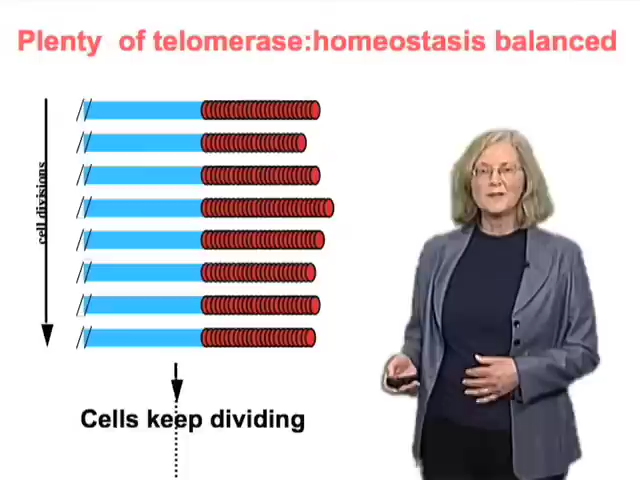 Plenty of telomerase:homeostasis balanced
cell divisions
Cells keep dividing